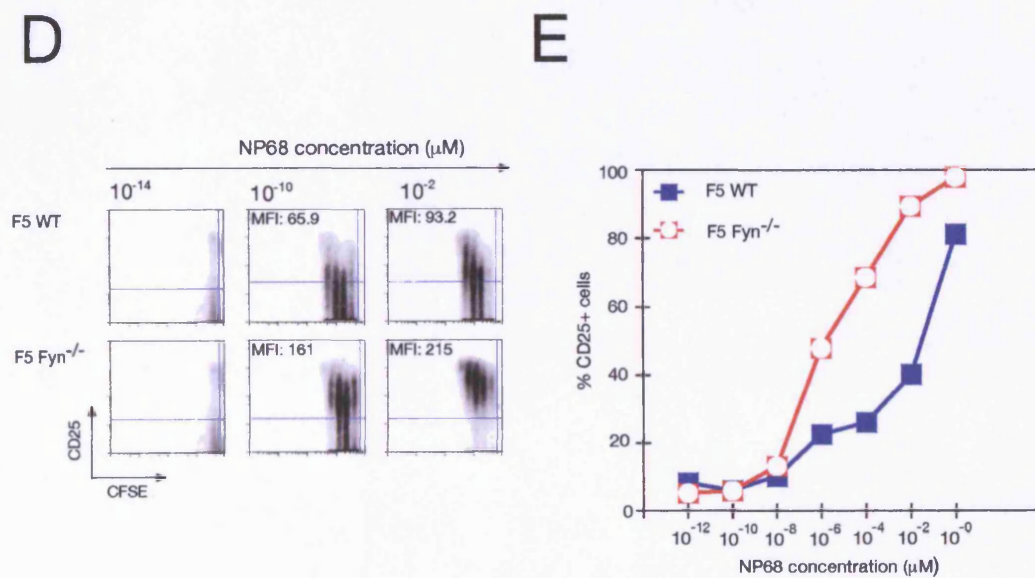 D
E
NP68 concentration (μM)
10⁻¹⁴ 10⁻¹⁰ 10⁻²
F5 WT
MFI: 65.9
MFI: 93.2
F5 Fyn⁻/⁻
MFI: 161
MFI: 215
CD25
CFSE
F5 WT
F5 Fyn⁻/⁻
% CD25+ cells
100
80
60
40
20
0
10⁻¹² 10⁻¹⁰ 10⁻⁸ 10⁻⁶ 10⁻⁴ 10⁻² 10⁻⁰
NP68 concentration (μM)